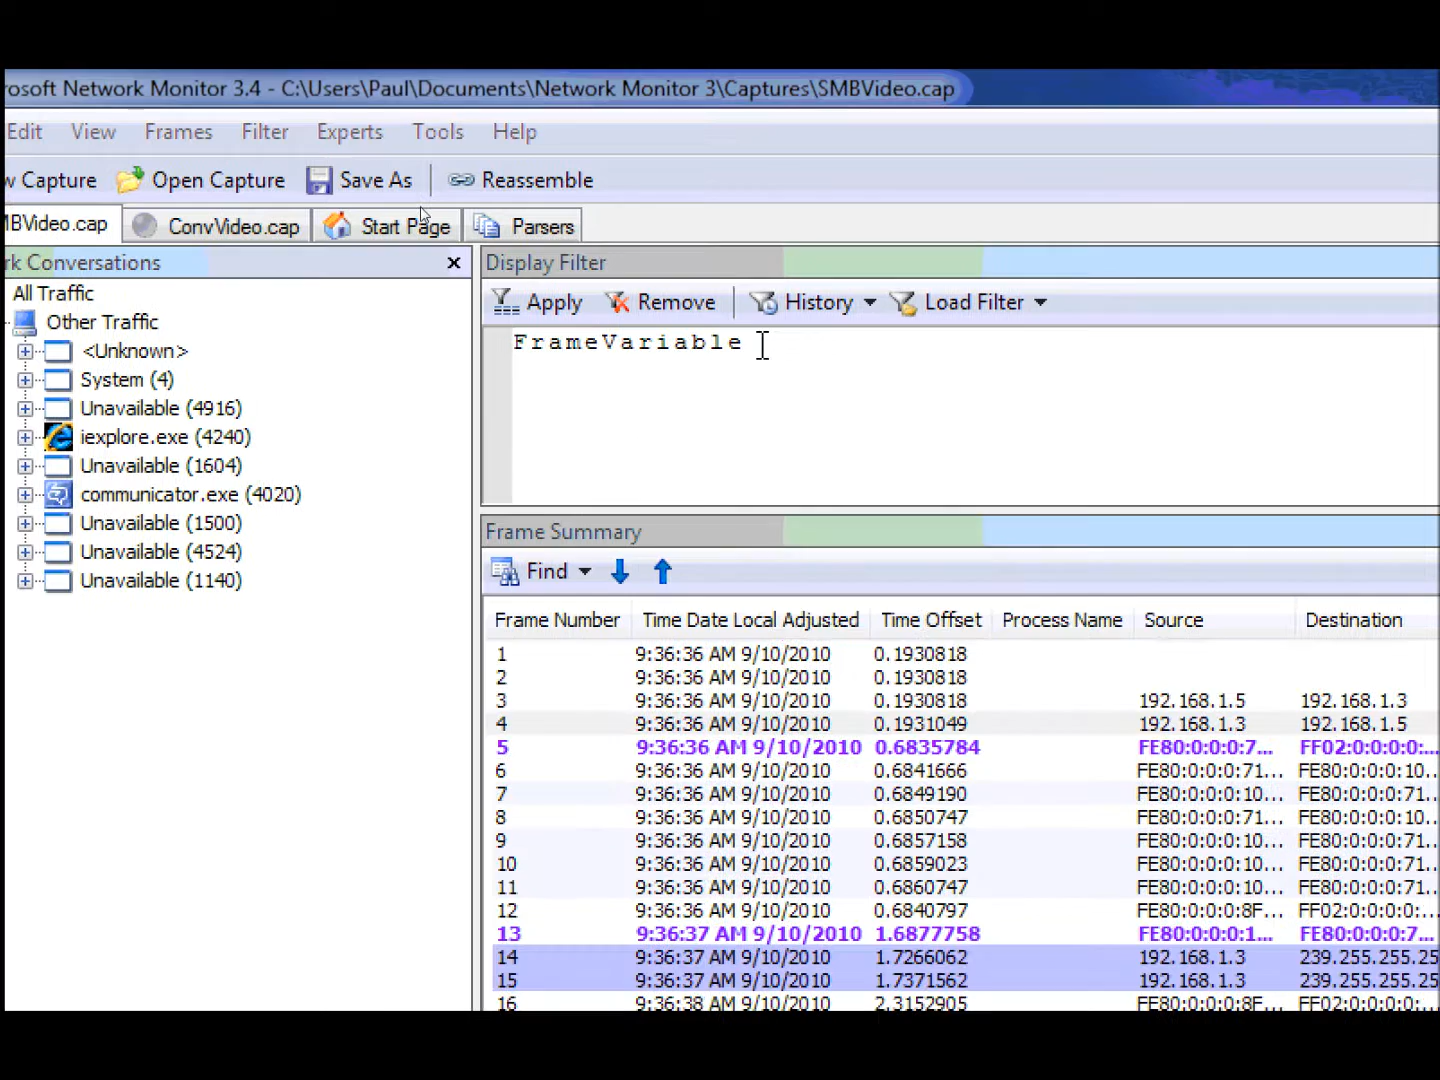 rosoft Network Monitor 3.4 - C:\Users\Paul\Documents\Network Monitor 3\Captures\SMBVideo.cap
Edit View Frames Filter Experts Tools Help
w Capture Open Capture Save As Reassemble
MBVideo.cap ConvVideo.cap Start Page Parsers
rk Conversations
All Traffic
Other Traffic
<Unknown>
System (4)
Unavailable (4916)
iexplore.exe (4240)
Unavailable (1604)
communicator.exe (4020)
Unavailable (1500)
Unavailable (4524)
Unavailable (1140)
Display Filter
Apply Remove History Load Filter
FrameVariable
Frame Summary
Find
Frame Number Time Date Local Adjusted Time Offset Process Name Source Destination
1 9:36:36 AM 9/10/2010 0.1930818
2 9:36:36 AM 9/10/2010 0.1930818
3 9:36:36 AM 9/10/2010 0.1930818 192.168.1.5 192.168.1.3
4 9:36:36 AM 9/10/2010 0.1931049 192.168.1.3 192.168.1.5
5 9:36:36 AM 9/10/2010 0.6835784 FE80:0:0:0:7... FF02:0:0:0:0:...
6 9:36:36 AM 9/10/2010 0.6841666 FE80:0:0:0:71... FE80:0:0:0:10...
7 9:36:36 AM 9/10/2010 0.6849190 FE80:0:0:0:10... FE80:0:0:0:71...
8 9:36:36 AM 9/10/2010 0.6850747 FE80:0:0:0:71... FE80:0:0:0:10...
9 9:36:36 AM 9/10/2010 0.6857158 FE80:0:0:0:10... FE80:0:0:0:71...
10 9:36:36 AM 9/10/2010 0.6859023 FE80:0:0:0:10... FE80:0:0:0:71...
11 9:36:36 AM 9/10/2010 0.6860747 FE80:0:0:0:10... FE80:0:0:0:71...
12 9:36:36 AM 9/10/2010 0.6840797 FE80:0:0:0:8F... FF02:0:0:0:0:...
13 9:36:37 AM 9/10/2010 1.6877758 FE80:0:0:0:1... FE80:0:0:0:7...
14 9:36:37 AM 9/10/2010 1.7266062 192.168.1.3 239.255.255.25
15 9:36:37 AM 9/10/2010 1.7371562 192.168.1.3 239.255.255.25
16 9:36:38 AM 9/10/2010 2.3152905 FE80:0:0:0:8F... FF02:0:0:0:0:...